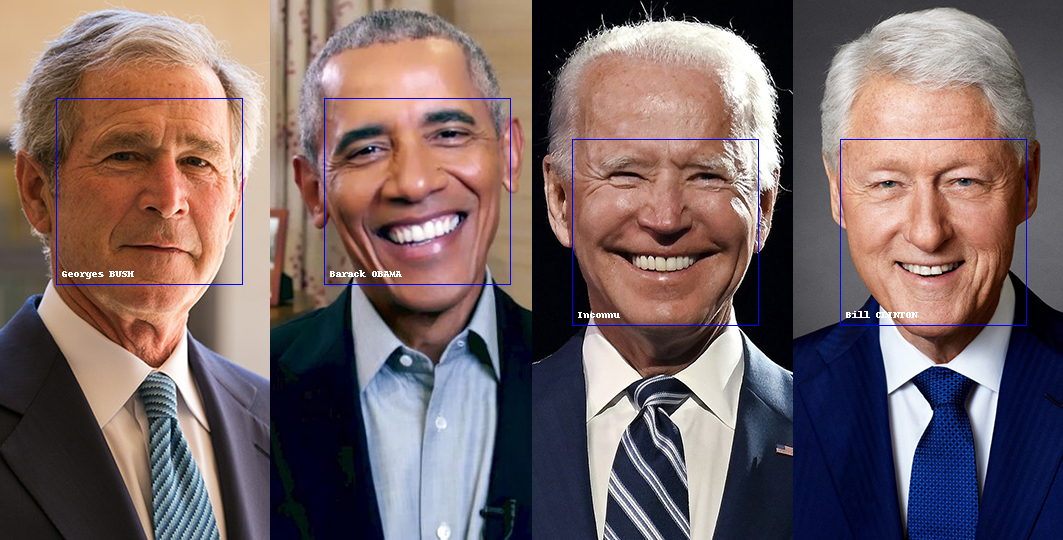 Georges BUSH
Barack OBAMA
Inconnu
Bill CLINTON